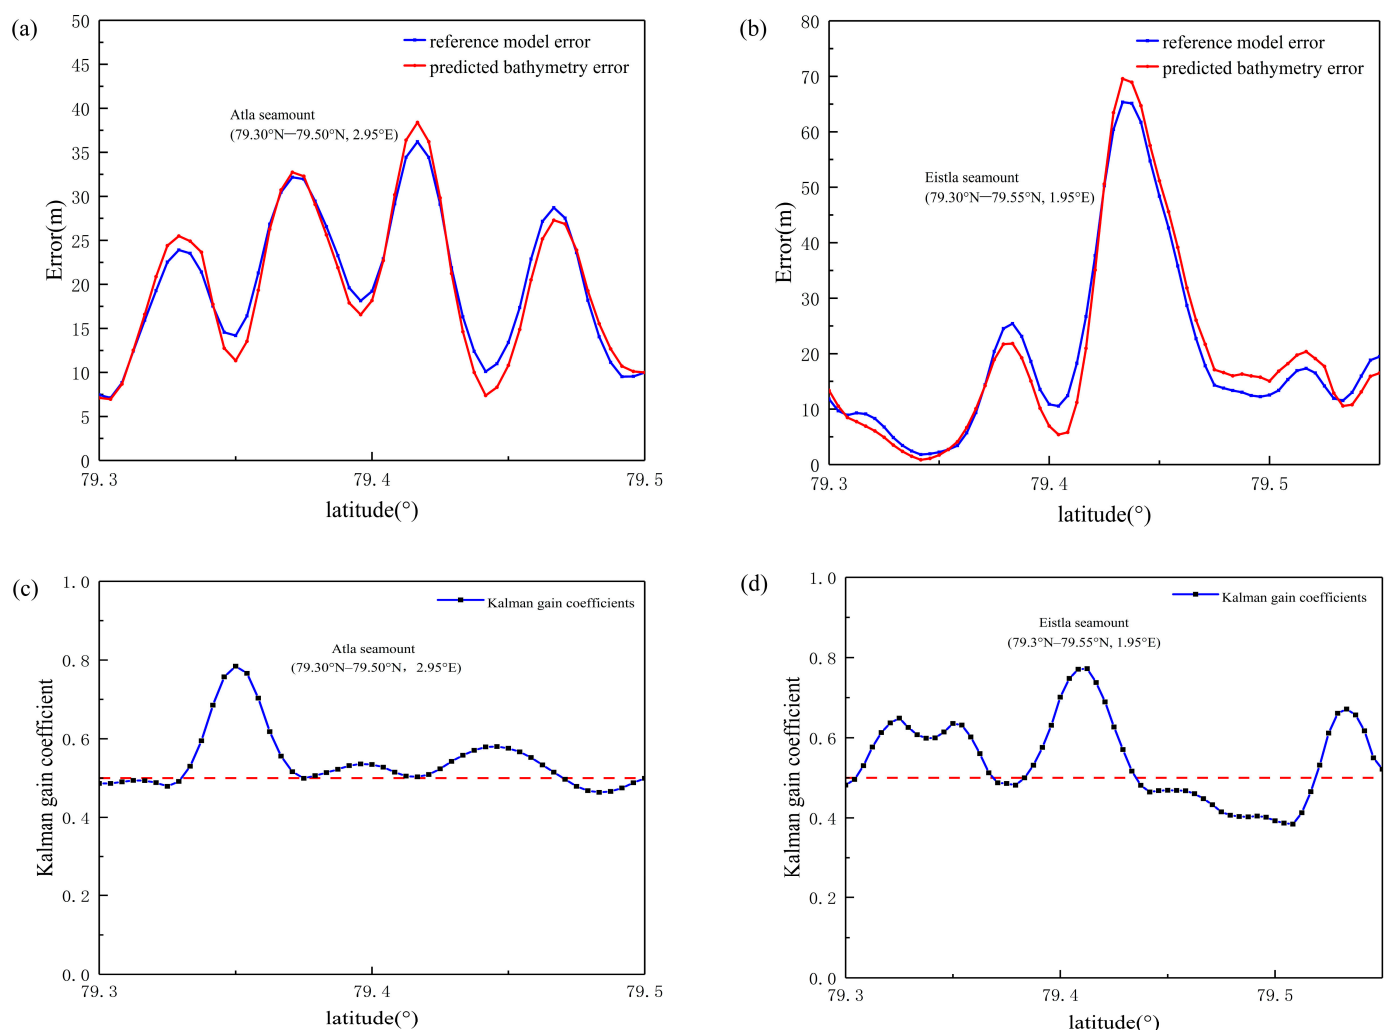 (a)
50
45
40
35
30
25
20
15
10
5
0
Error(m)
reference model error
predicted bathymetry error
Atla seamount
(79.30°N—79.50°N, 2.95°E)
79.3
79.4
79.5
latitude(°)
(b)
80
70
60
50
40
30
20
10
0
Error(m)
reference model error
predicted bathymetry error
Eistla seamount
(79.30°N—79.55°N, 1.95°E)
79.3
79.4
79.5
latitude(°)
(c)
1.0
0.8
0.6
0.4
0.2
0.0
Kalman gain coefficient
Kalman gain coefficients
Atla seamount
(79.30°N–79.50°N，2.95°E)
79.3
79.4
79.5
latitude(°)
(d)
1.0
0.8
0.6
0.4
0.2
0.0
Kalman gain coefficient
Kalman gain coefficients
Eistla seamount
(79.3°N–79.55°N, 1.95°E)
79.3
79.4
79.5
latitude(°)